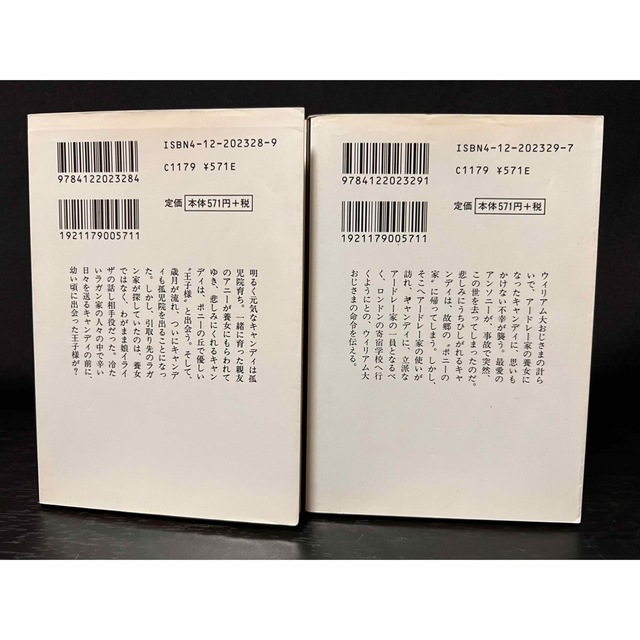 ISBN4-12-202328-9
C1179 ¥571E
9784122023284
定価 本体571円+税
1921179005711
明るく元気なキャンディは孤
児院育ち。一緒に育った親友
のアニーが養女にもらわれて
ゆき、悲しみにくれるキャン
ディは、ポニーの丘で優しい
〝王子様〟と出会う。そして、
歳月が流れ、ついにキャンデ
ィも孤児院を出ることになっ
た。しかし、引取り先のラガ
ン家が探していたのは、養女
ではなく、わがまま娘イライ
ザの話し相手役だった。冷た
いラガン家の人々の中で辛い
日々を送るキャンディの前に、
幼い頃に出会った王子様が?
ISBN4-12-202329-7
C1179 ¥571E
9784122023291
定価 本体571円+税
1921179005711
ウィリアム大おじさまの計ら
いで、アードレー家の養女に
なったキャンディに、思いも
かけない不幸が襲う。最愛の
アンソニーが、事故で突然、
この世を去ってしまったのだ。
悲しみにうちひしがれるキャ
ンディは、故郷の〝ポニーの
家〟に帰ってしまう。しかし、
そこへアードレー家の使いが
訪れ、キャンディに、立派な
アードレー家の一員となるべ
く、ロンドンの寄宿学校へ行
くようにとの、ウィリアム大
おじさまの命令を伝える。